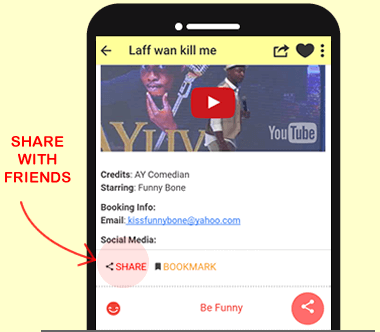 Laff wan kill me
AYUV
YouTube
SHARE
WITH
FRIENDS
Credits: AY Comedian
Starring: Funny Bone
Booking Info:
Email: kissfunnybone@yahoo.com
Social Media:
SHARE BOOKMARK
Be Funny